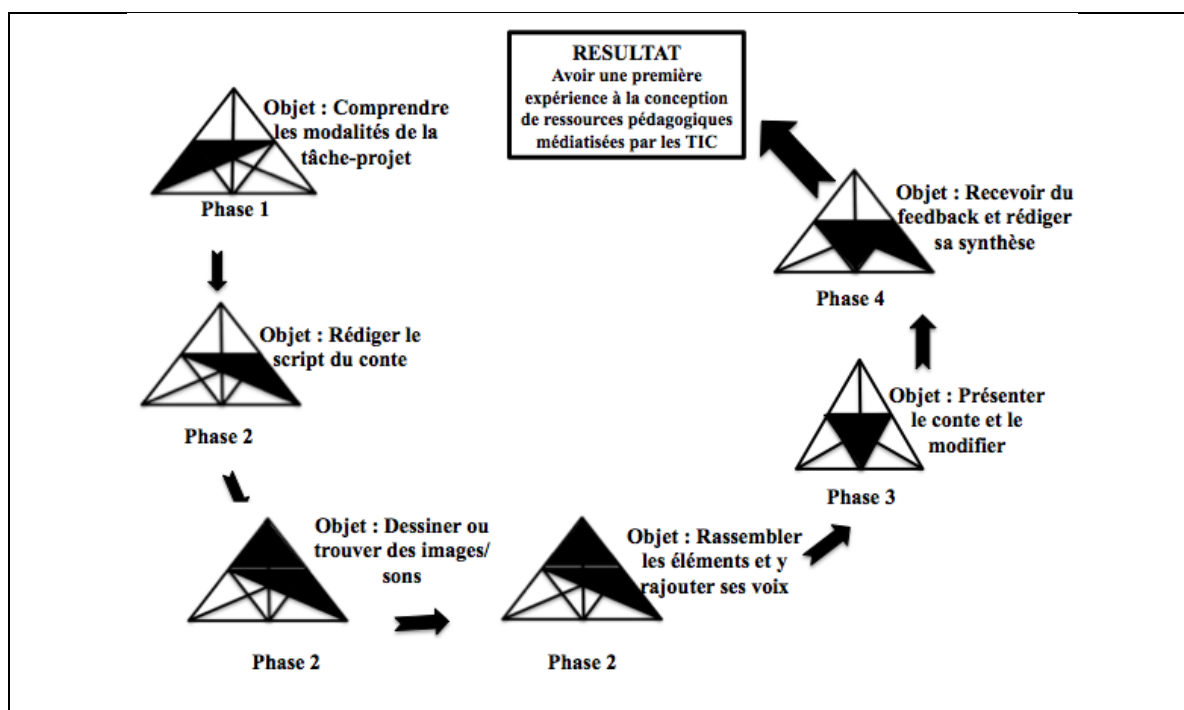 Objet : Comprendre
les modalités de la
tâche-projet
Phase 1
Objet : Rédiger le
script du conte
Phase 2
Objet : Dessiner ou
trouver des images/
sons
Phase 2
Objet : Rassembler
les éléments et y
rajouter ses voix
Phase 2
Objet : Présenter
le conte et le
modifier
Phase 3
Objet : Recevoir du
feedback et rédiger
sa synthèse
Phase 4
RESULTAT
Avoir une première
expérience à la conception
de ressources pédagogiques
médiatisées par les TIC